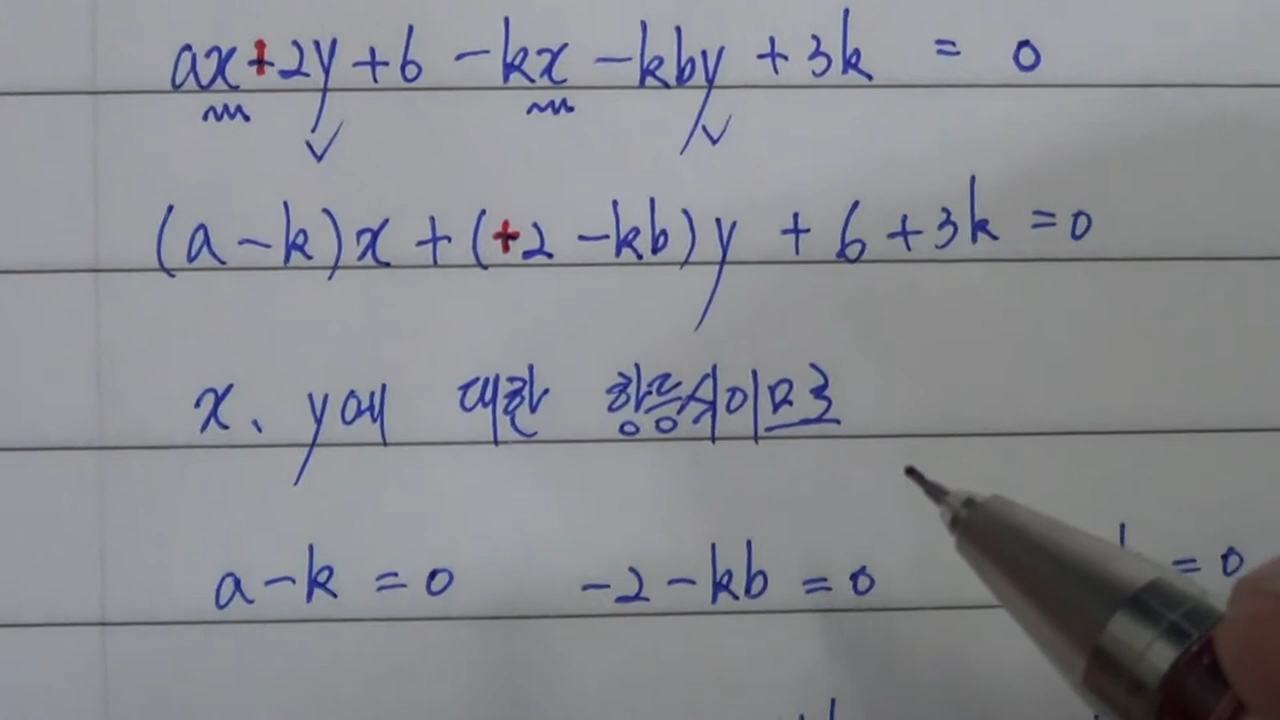 ax+2y+6 -kx -kby +3k = 0
(a-k)x + (+2 -kb)y + 6+3k =0
x、y에 대한 항등식이므로
a-k =0 -2-kb =0 =0